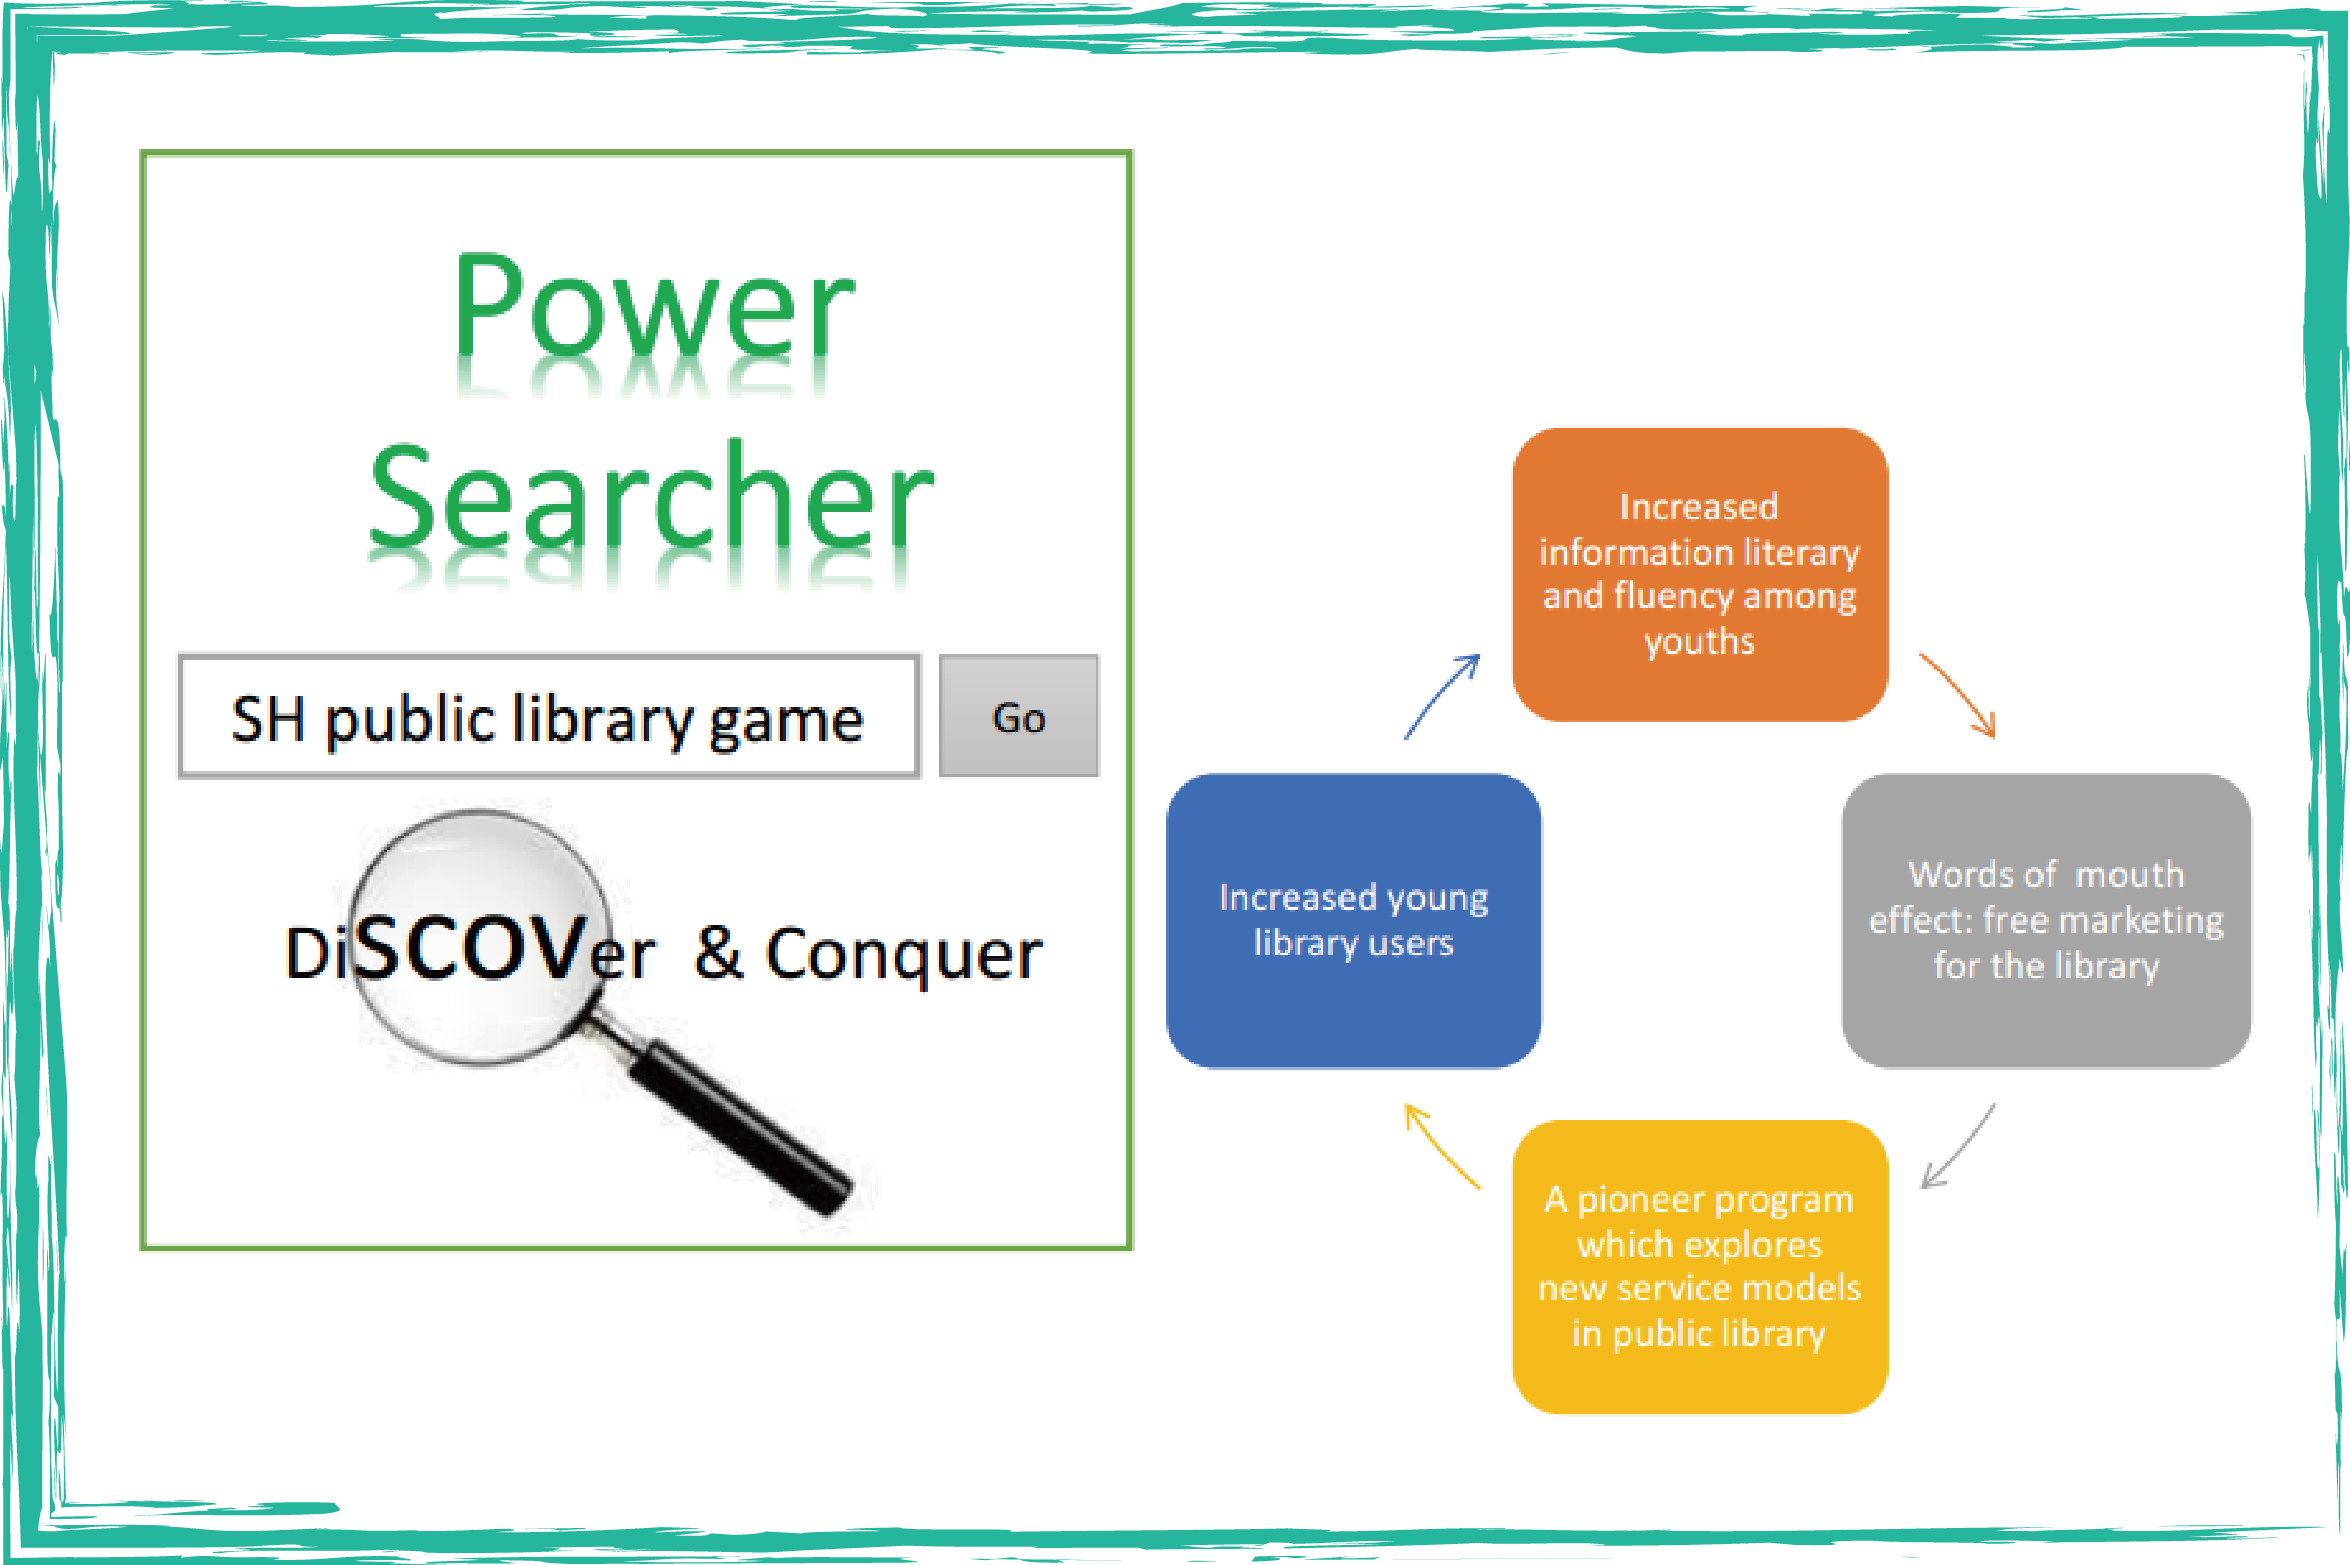 Power
Searcher
SH public library game
Go
DiSCOVer & Conquer
Increased
information literary
and fluency among
youths
Words of mouth
effect: free marketing
for the library
A pioneer program
which explores
new service models
in public library
Increased young
library users